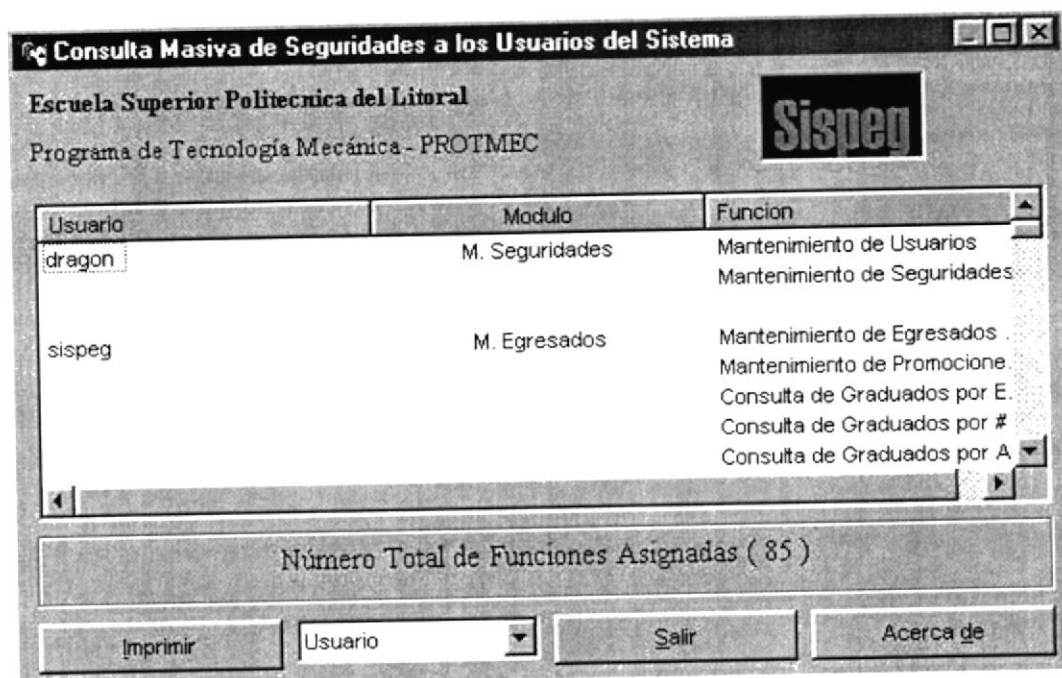 Consulta Masiva de Seguridades a los Usuarios del Sistema
Escuela Superior Politecnica del Litoral
Sispeg
Programa de Tecnología Mecánica - PROTMEC
Usuario Modulo Funcion
dragon M. Seguridades Mantenimiento de Usuarios
Mantenimiento de Seguridades
sispeg M. Egresados Mantenimiento de Egresados .
Mantenimiento de Promocione.
Consulta de Graduados por E.
Consulta de Graduados por #
Consulta de Graduados por A
Número Total de Funciones Asignadas ( 85 )
Imprimir Usuario Salir Acerca de